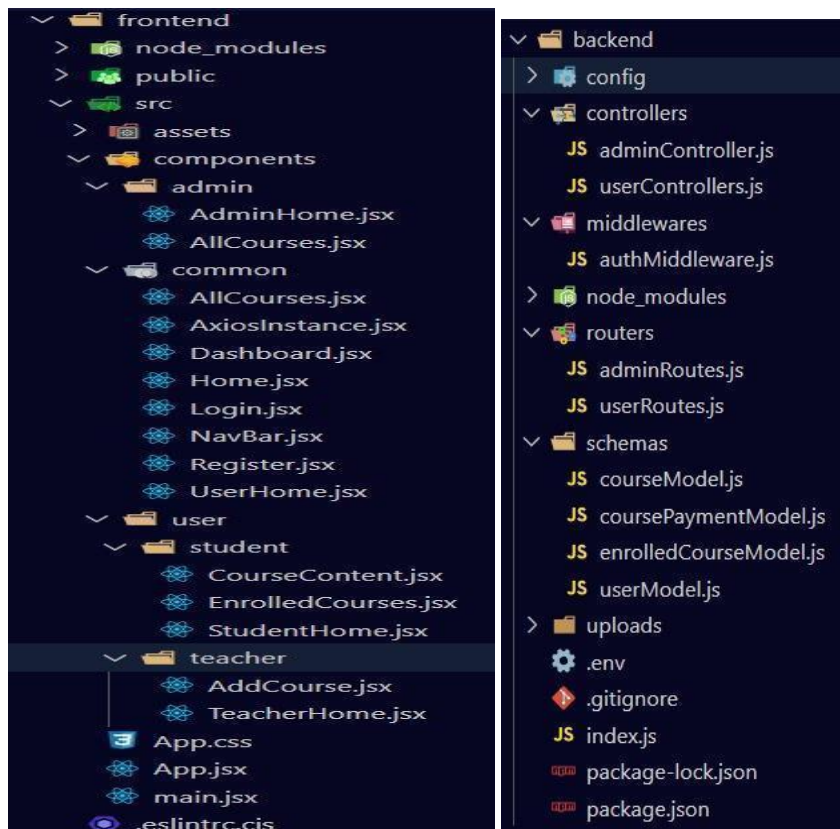 frontend
node_modules
public
src
assets
components
admin
AdminHome.jsx
AllCourses.jsx
common
AllCourses.jsx
AxiosInstance.jsx
Dashboard.jsx
Home.jsx
Login.jsx
NavBar.jsx
Register.jsx
UserHome.jsx
user
student
CourseContent.jsx
EnrolledCourses.jsx
StudentHome.jsx
teacher
AddCourse.jsx
TeacherHome.jsx
App.css
App.jsx
main.jsx
.eslintrc.cjs
backend
config
controllers
JS adminController.js
JS userControllers.js
middlewares
JS authMiddleware.js
node_modules
routers
JS adminRoutes.js
JS userRoutes.js
schemas
JS courseModel.js
JS coursePaymentModel.js
JS enrolledCourseModel.js
JS userModel.js
uploads
.env
.gitignore
JS index.js
package-lock.json
package.json